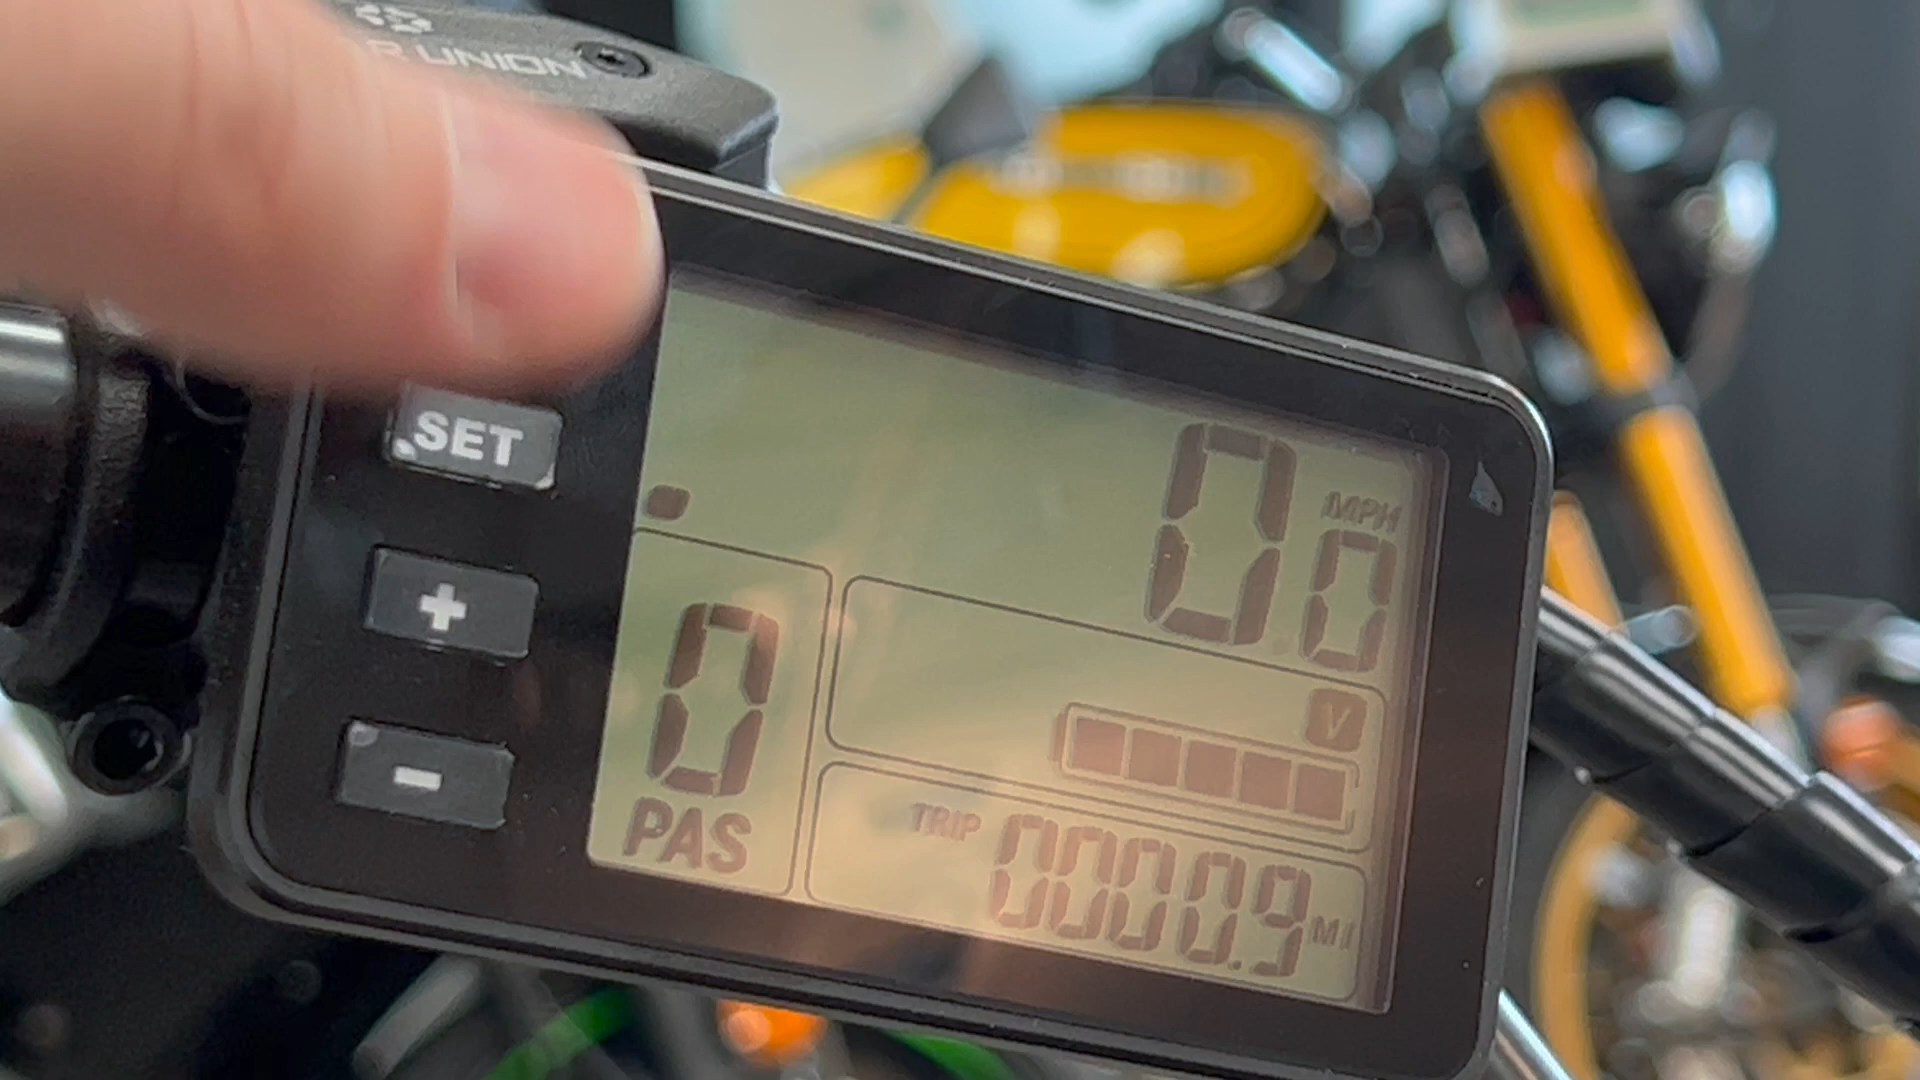 R UNION
SET
MPH
0.0
+
V
0
-
TRIP 0000.9 MI
PAS